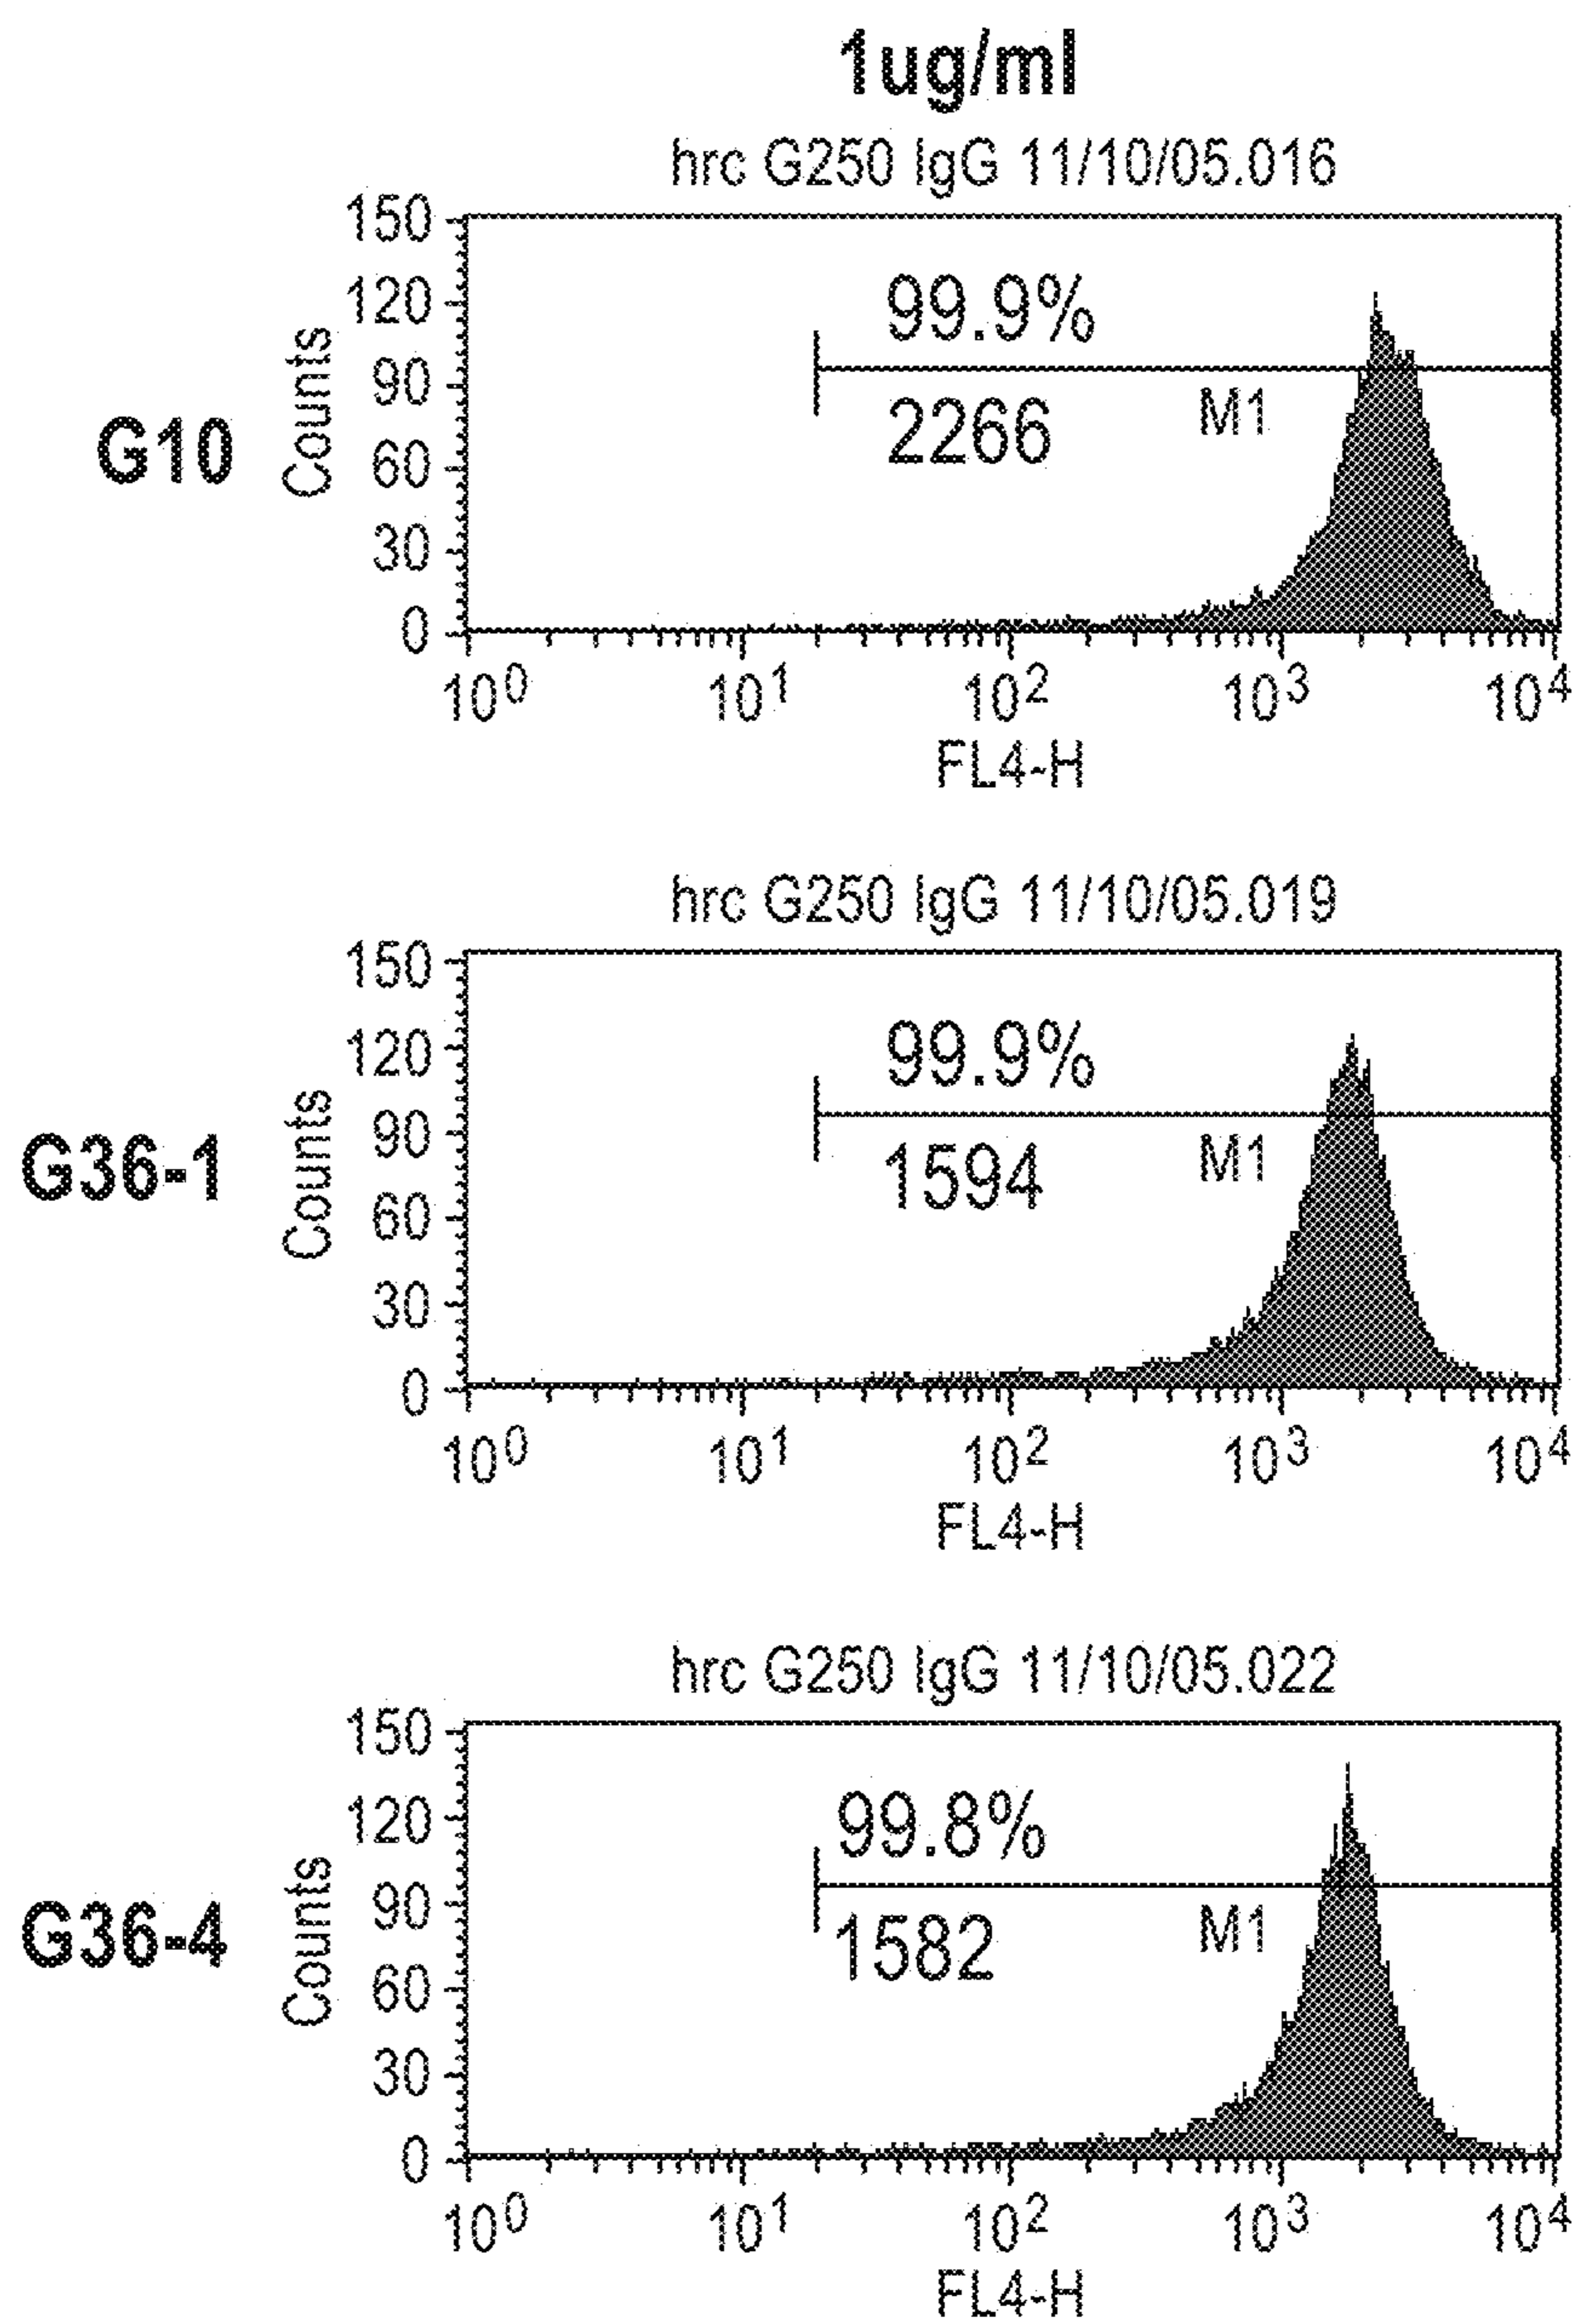 1ug/ml
hrc G250 IgG 11/10/05.016
G10
Counts
150
120
90
60
30
0
99.9%
2266
M1
10^0 10^1 10^2 10^3 10^4
FL4-H
hrc G250 IgG 11/10/05.019
G36-1
Counts
150
120
90
60
30
0
99.9%
1594
M1
10^0 10^1 10^2 10^3 10^4
FL4-H
hrc G250 IgG 11/10/05.022
G36-4
Counts
150
120
90
60
30
0
99.8%
1582
M1
10^0 10^1 10^2 10^3 10^4
FL4-H